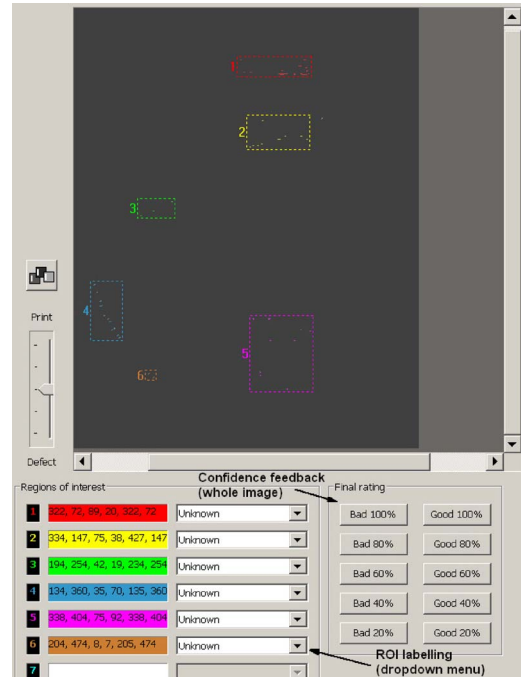 1
2
3
4
5
6
Print
Defect
Regions of interest
Confidence feedback
(whole image)
Final rating
1 322, 72, 89, 20, 322, 72 Unknown
2 334, 147, 75, 38, 427, 147 Unknown
3 194, 254, 42, 19, 234, 254 Unknown
4 134, 360, 35, 70, 135, 360 Unknown
5 338, 404, 75, 92, 338, 404 Unknown
6 204, 474, 8, 7, 205, 474 Unknown
7
Bad 100% Good 100%
Bad 80% Good 80%
Bad 60% Good 60%
Bad 40% Good 40%
Bad 20% Good 20%
ROI labelling
(dropdown menu)